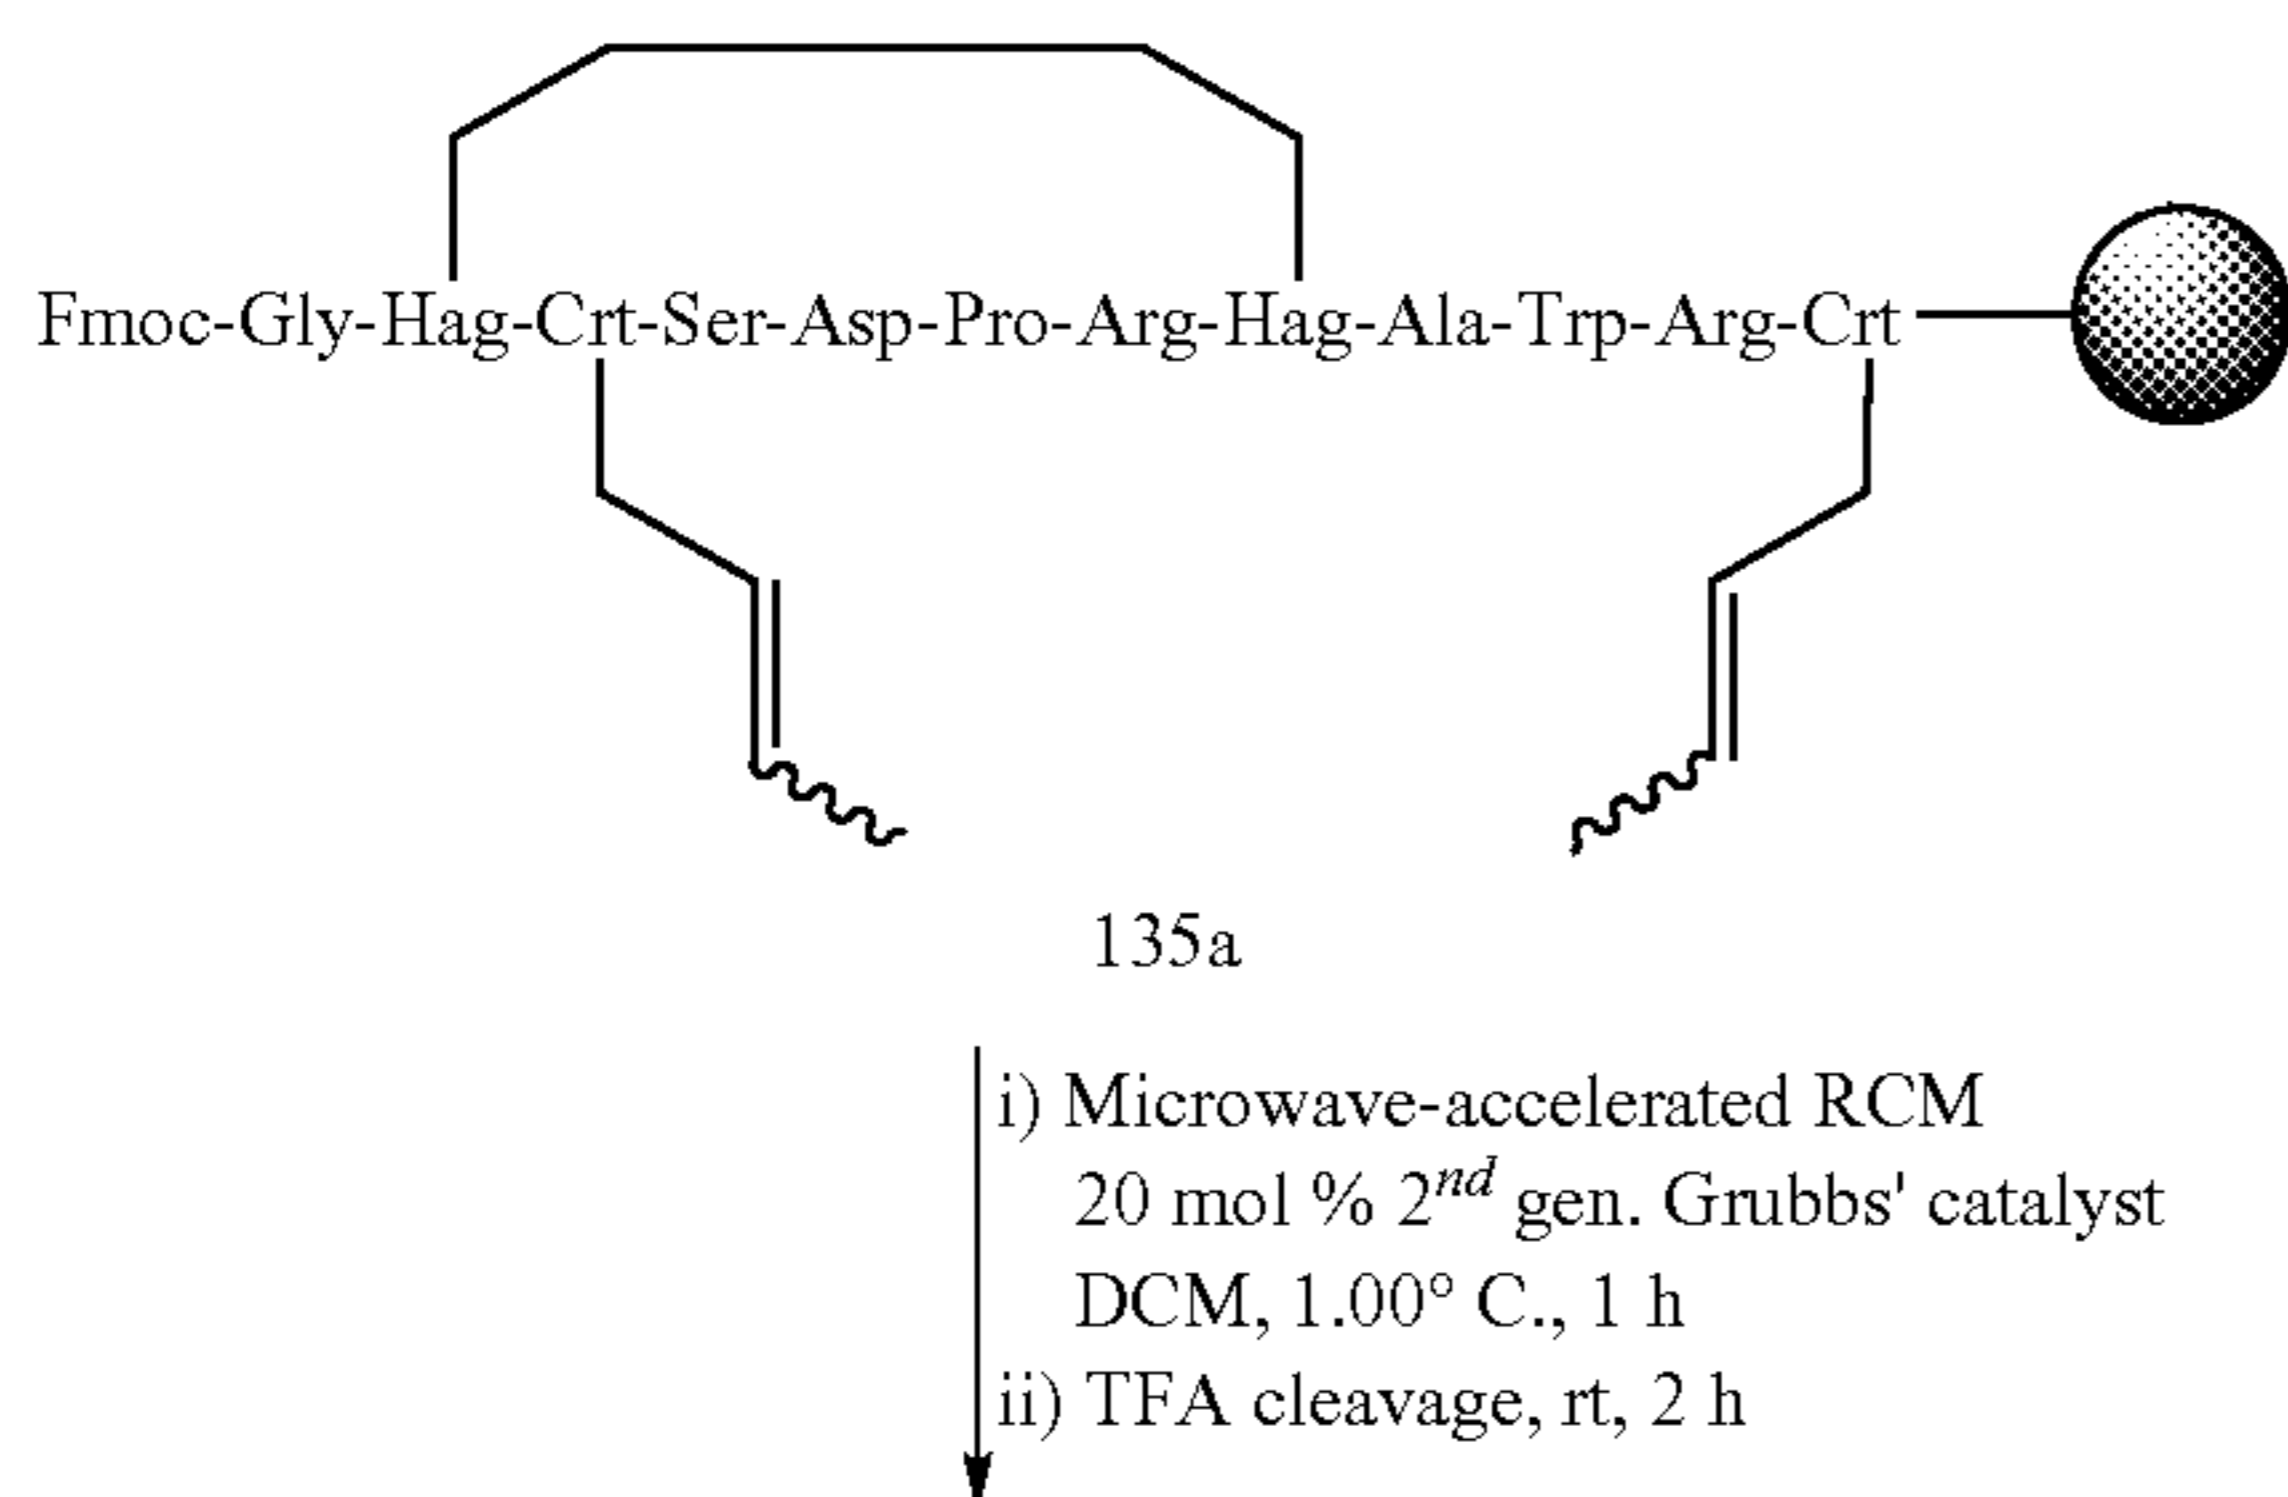 Fmoc-Gly-Hag-Crt-Ser-Asp-Pro-Arg-Hag-Ala-Trp-Arg-Crt
135a
i) Microwave-accelerated RCM
20 mol % 2nd gen. Grubbs' catalyst
DCM, 1.00° C., 1 h
ii) TFA cleavage, rt, 2 h